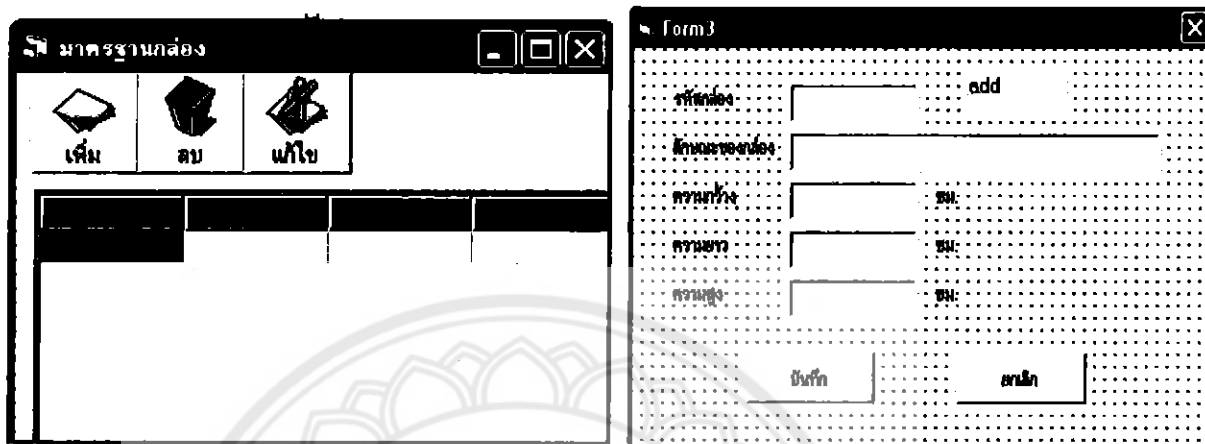 มาตรฐานกล่อง
เพิ่ม ลบ แก้ไข
Form3
รหัสกล่อง add
ลักษณะของกล่อง
ความกว้าง ซม.
ความยาว ซม.
ความสูง ซม.
บันทึก ยกเลิก